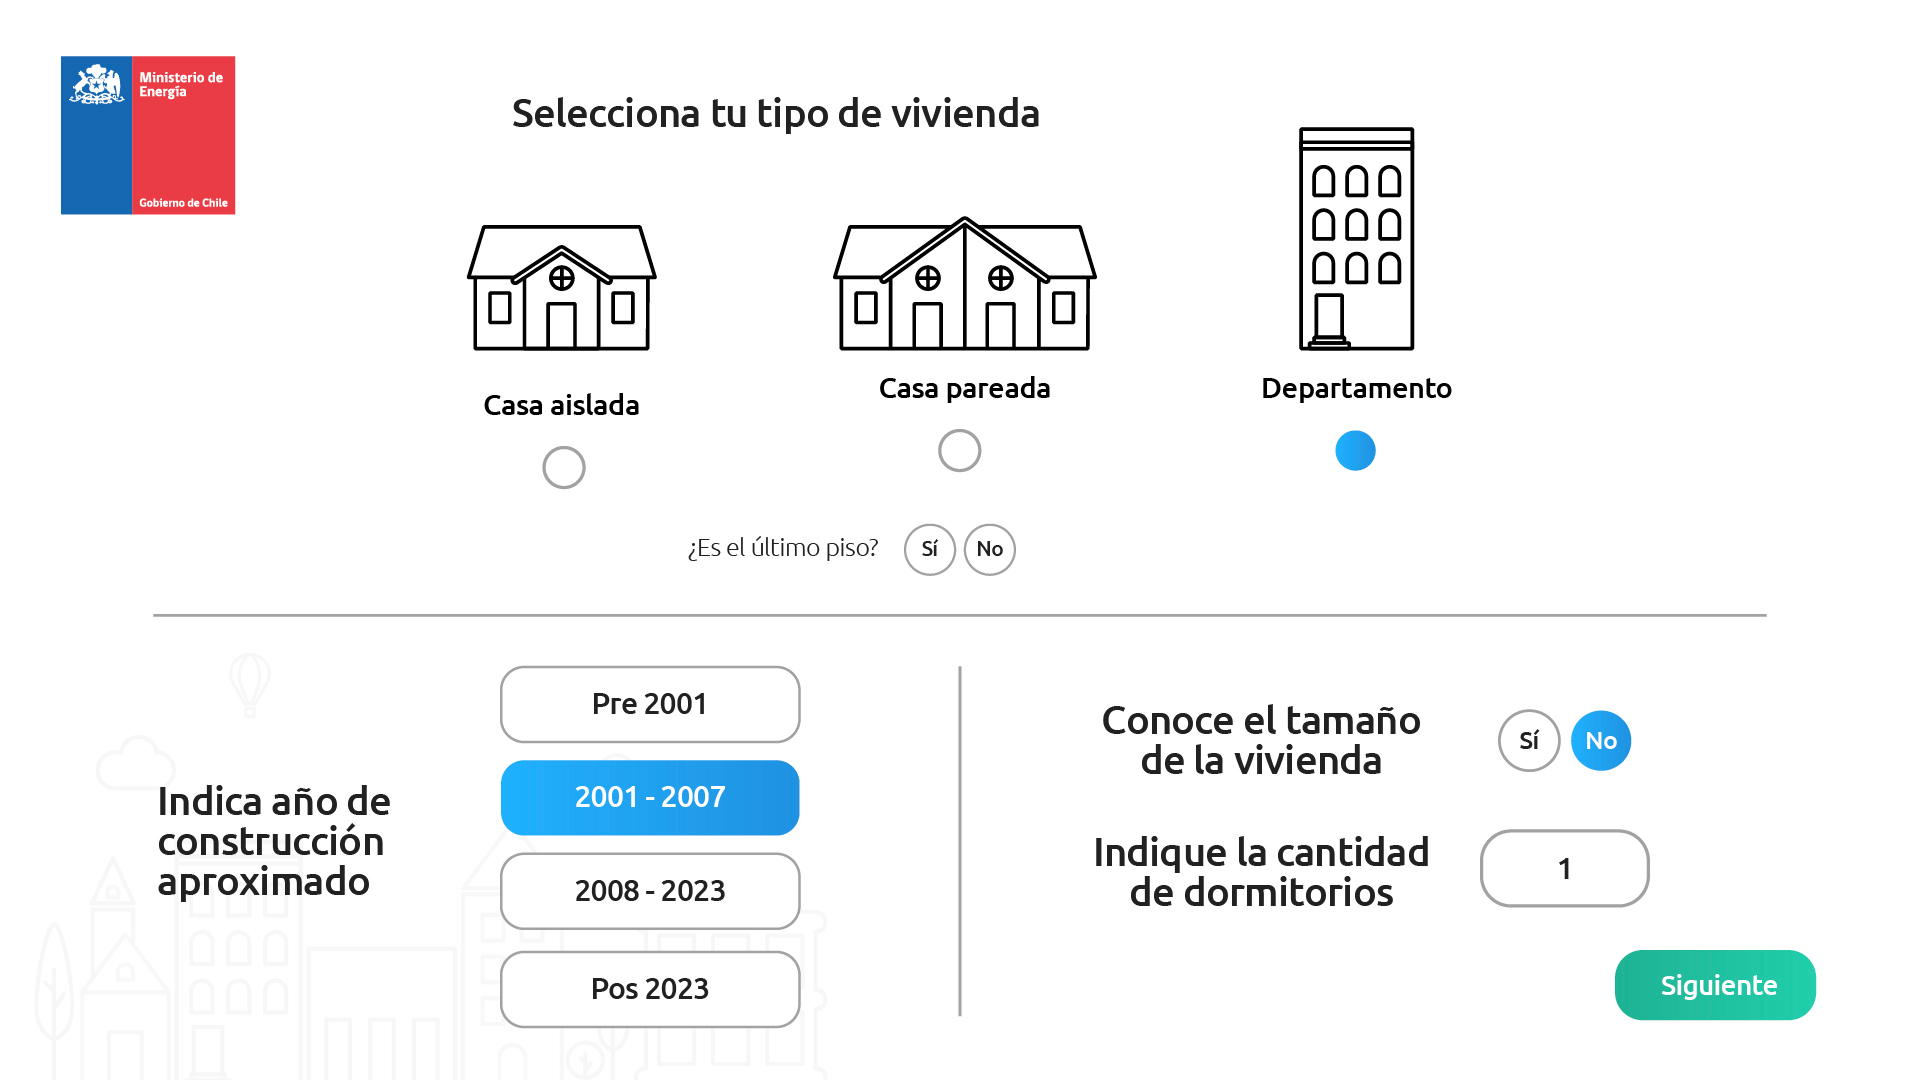 Ministerio de
Energía
Gobierno de Chile
Selecciona tu tipo de vivienda
Casa aislada
Casa pareada
Departamento
¿Es el último piso?
Sí
No
Indica año de
construcción
aproximado
Pre 2001
2001 - 2007
2008 - 2023
Pos 2023
Conoce el tamaño
de la vivienda
Sí
No
Indique la cantidad
de dormitorios
1
Siguiente